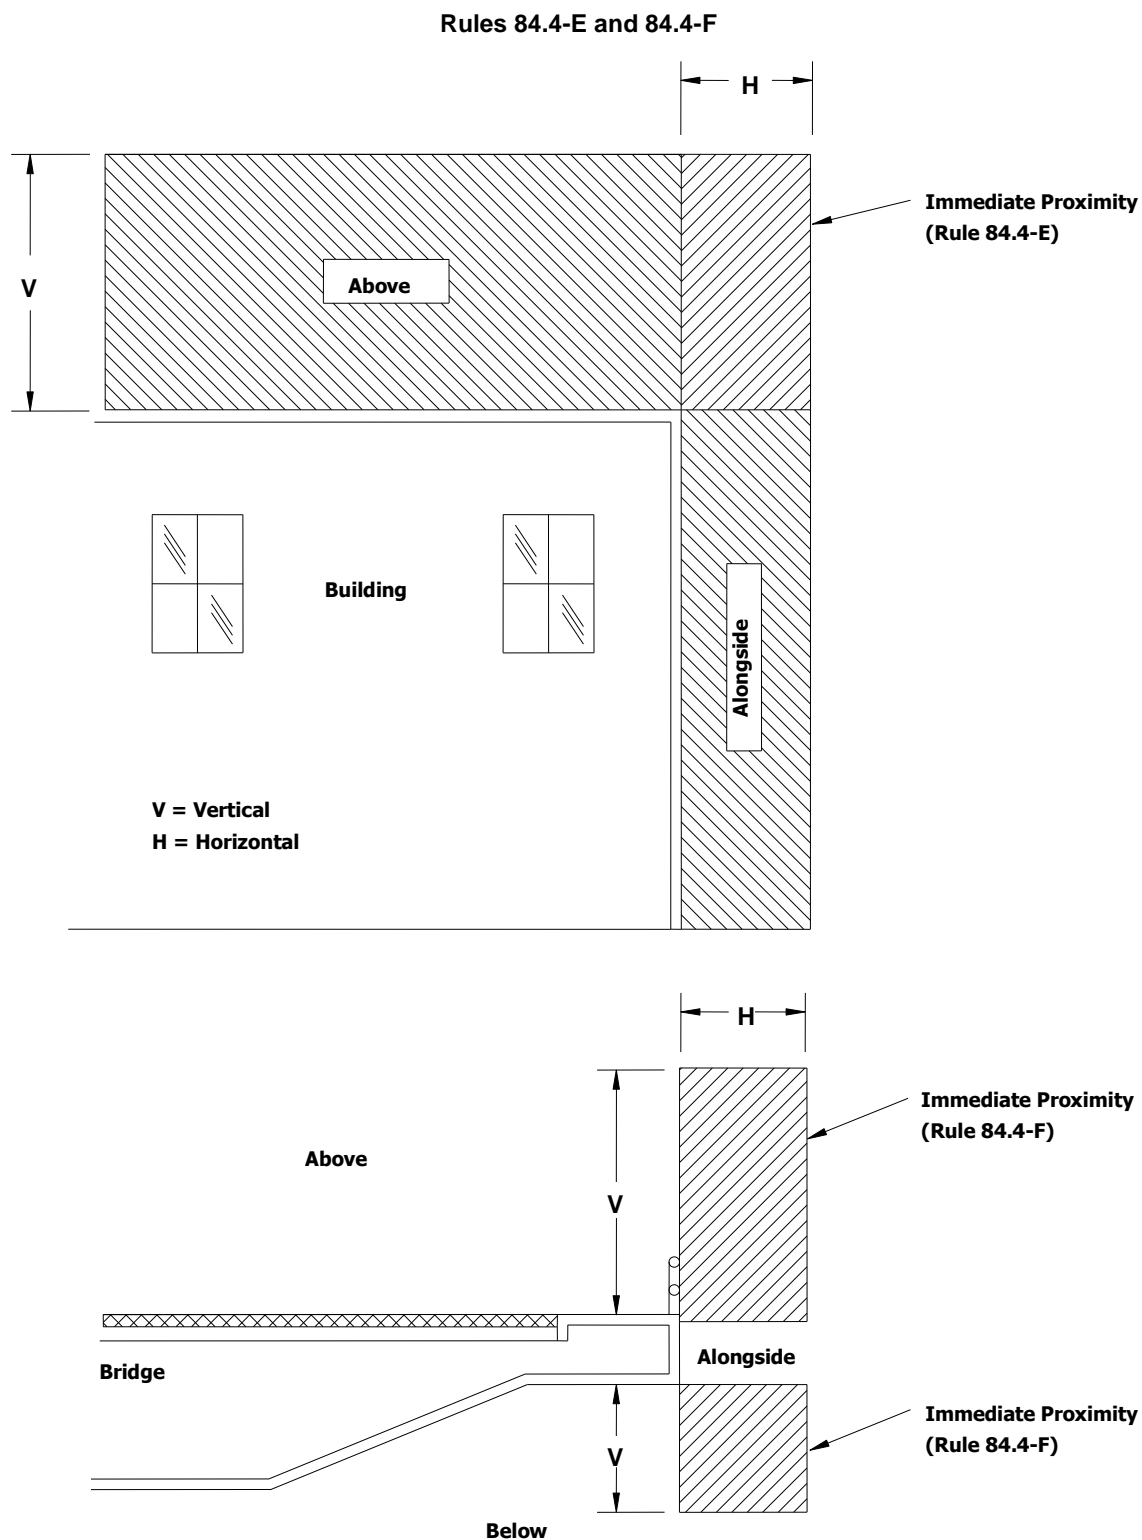 Rules 84.4-E and 84.4-F
H
Immediate Proximity
(Rule 84.4-E)
V
Above
Building
Alongside
V = Vertical
H = Horizontal
H
Immediate Proximity
(Rule 84.4-F)
Above
V
Alongside
Bridge
Immediate Proximity
(Rule 84.4-F)
V
Below